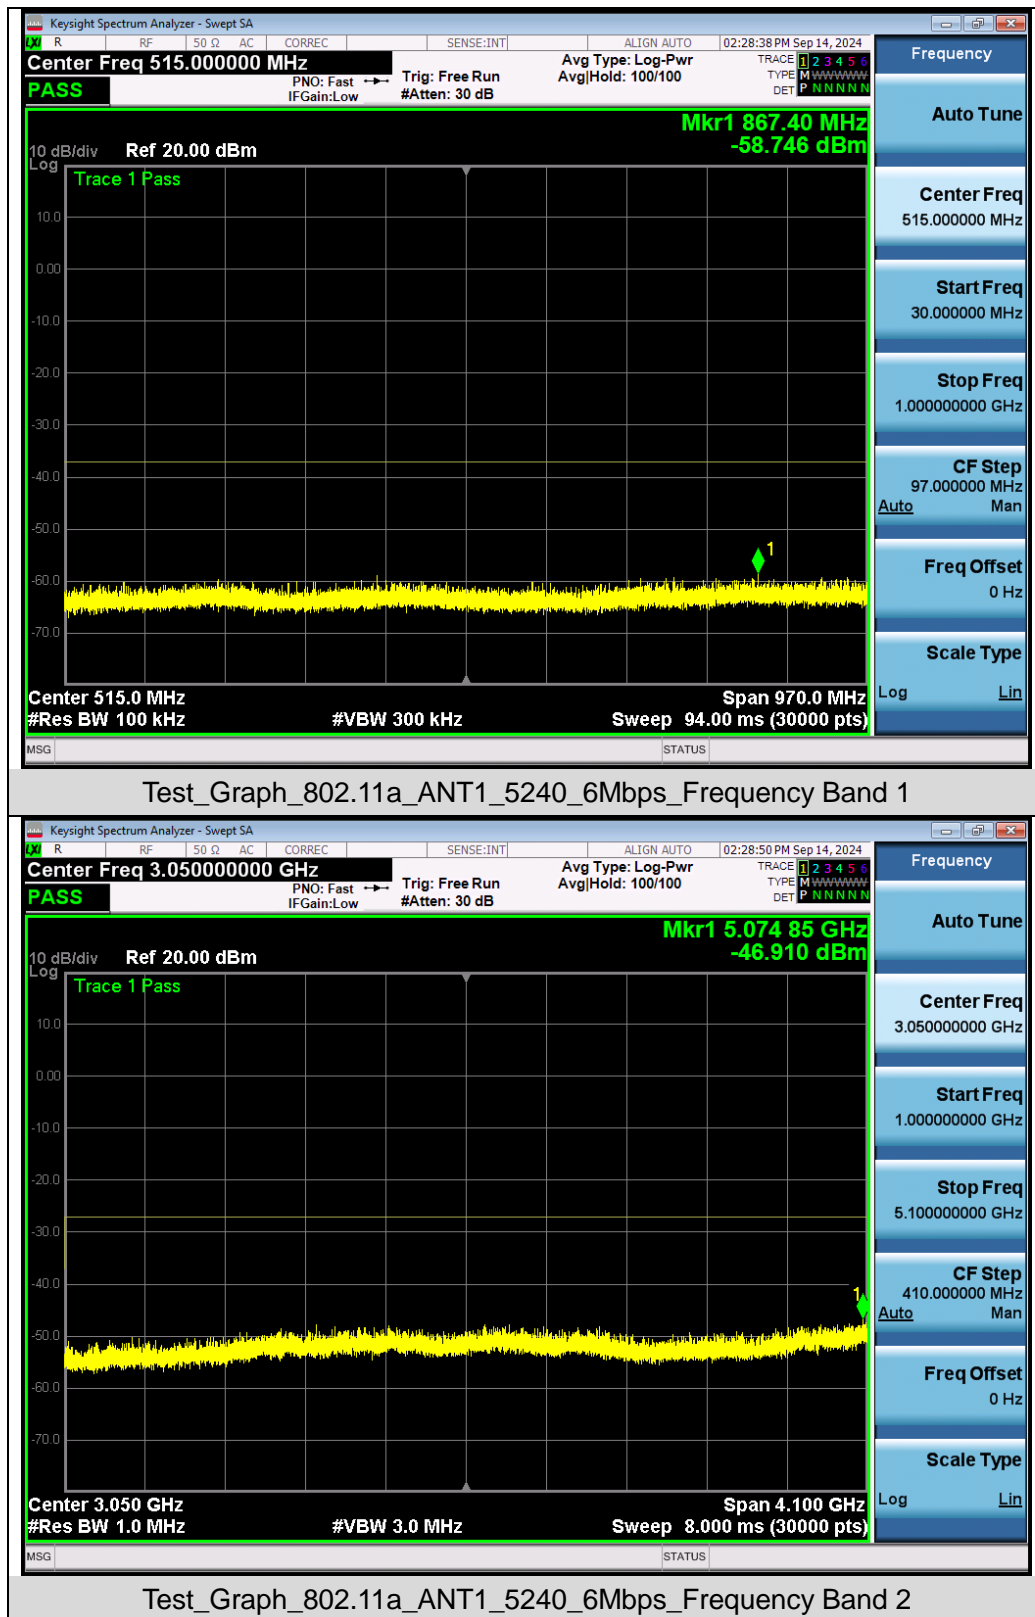 Keysight Spectrum Analyzer - Swept SA
LXI R RF 50 Ω AC CORREC SENSE:INT ALIGN AUTO 02:28:38 PM Sep 14, 2024
Center Freq 515.000000 MHz
PASS
PNO: Fast
IFGain:Low
Trig: Free Run
#Atten: 30 dB
Avg Type: Log-Pwr
Avg|Hold: 100/100
TRACE 1 2 3 4 5 6
TYPE M WWWWW
DET P N N N N N
Mkr1 867.40 MHz
-58.746 dBm
10 dB/div
Log
Ref 20.00 dBm
Trace 1 Pass
10.0
0.00
-10.0
-20.0
-30.0
-40.0
-50.0
-60.0
-70.0
1
Center 515.0 MHz
Span 970.0 MHz
#Res BW 100 kHz
#VBW 300 kHz
Sweep 94.00 ms (30000 pts)
MSG
STATUS
Frequency
Auto Tune
Center Freq
515.000000 MHz
Start Freq
30.000000 MHz
Stop Freq
1.000000000 GHz
CF Step
97.000000 MHz
Auto Man
Freq Offset
0 Hz
Scale Type
Log Lin
Test_Graph_802.11a_ANT1_5240_6Mbps_Frequency Band 1
Keysight Spectrum Analyzer - Swept SA
LXI R RF 50 Ω AC CORREC SENSE:INT ALIGN AUTO 02:28:50 PM Sep 14, 2024
Center Freq 3.050000000 GHz
PASS
PNO: Fast
IFGain:Low
Trig: Free Run
#Atten: 30 dB
Avg Type: Log-Pwr
Avg|Hold: 100/100
TRACE 1 2 3 4 5 6
TYPE M WWWWW
DET P N N N N N
Mkr1 5.074 85 GHz
-46.910 dBm
10 dB/div
Log
Ref 20.00 dBm
Trace 1 Pass
10.0
0.00
-10.0
-20.0
-30.0
-40.0
-50.0
-60.0
-70.0
1
Center 3.050 GHz
Span 4.100 GHz
#Res BW 1.0 MHz
#VBW 3.0 MHz
Sweep 8.000 ms (30000 pts)
MSG
STATUS
Frequency
Auto Tune
Center Freq
3.050000000 GHz
Start Freq
1.000000000 GHz
Stop Freq
5.100000000 GHz
CF Step
410.000000 MHz
Auto Man
Freq Offset
0 Hz
Scale Type
Log Lin
Test_Graph_802.11a_ANT1_5240_6Mbps_Frequency Band 2